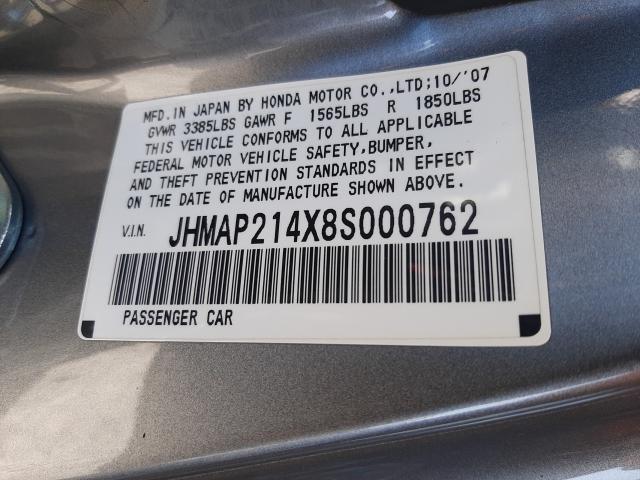 MFD.IN JAPAN BY HONDA MOTOR CO.,LTD;10/'07
GVWR 3385LBS GAWR F 1565LBS R 1850LBS
THIS VEHICLE CONFORMS TO ALL APPLICABLE
FEDERAL MOTOR VEHICLE SAFETY,BUMPER,
AND THEFT PREVENTION STANDARDS IN EFFECT
ON THE DATE OF MANUFACTURE SHOWN ABOVE.
V.I.N. JHMAP214X8S000762
PASSENGER CAR